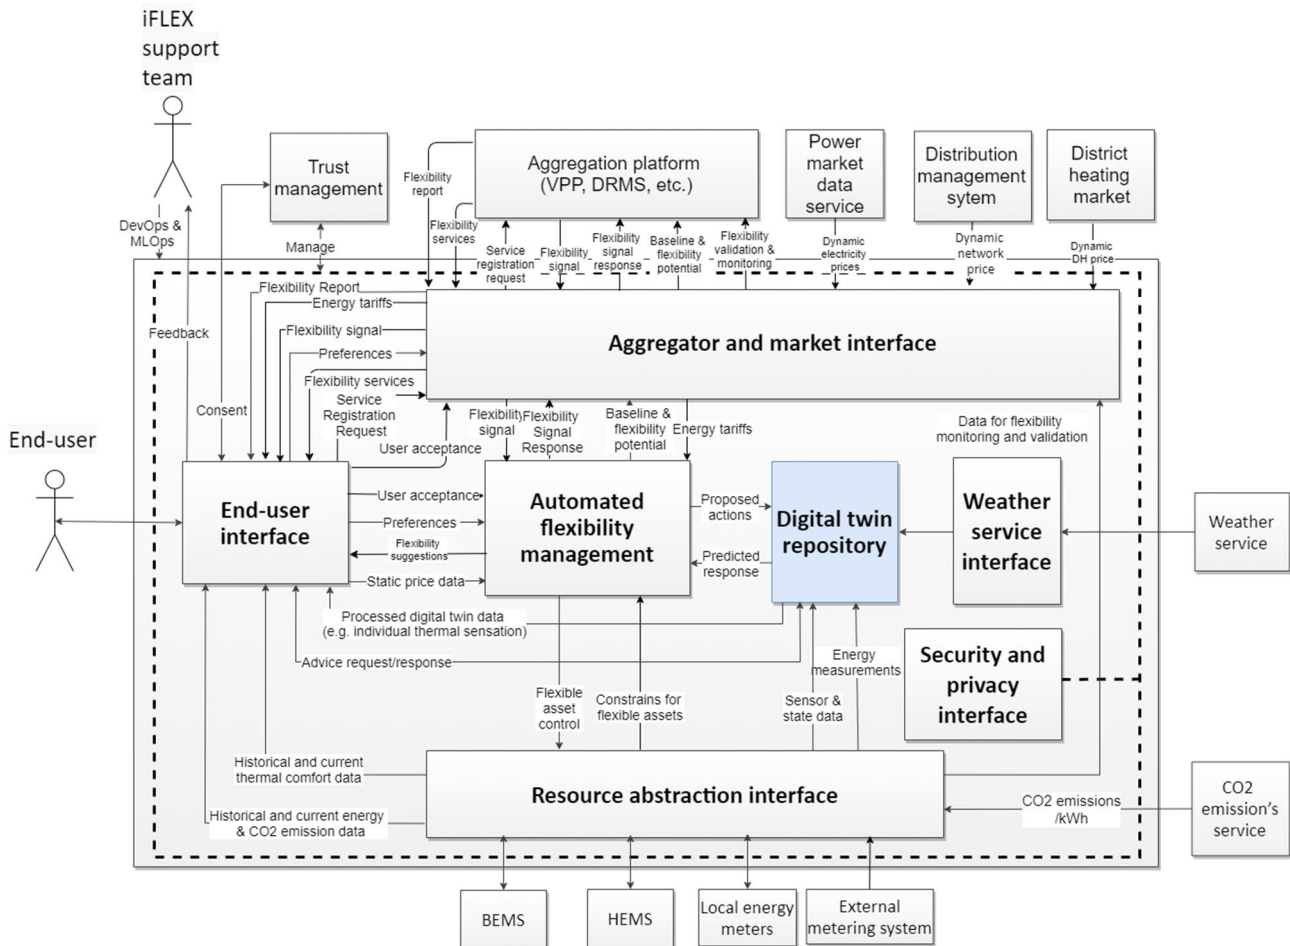 iFLEX
support
team
Trust
management
Aggregation platform
(VPP, DRMS, etc.)
Power
market
data
service
Distribution
management
sytem
District
heating
market
Flexibility
report
DevOps &
MLOps
Manage
Flexibility
services
Service
registration
request
Flexibility
signal
Flexibility
signal
response
Baseline &
flexibility
potential
Flexibility
validation &
monitoring
Dynamic
electricity
prices
Dynamic
network
price
Dynamic
DH price
Flexibility Report
Energy tariffs
Feedback
Flexibility signal
Preferences
Aggregator and market interface
Flexibility services
Service
Registration
Request
Consent
User acceptance
Flexibility
signal
Flexibility
Signal
Response
Baseline &
flexibility
potential
Energy tariffs
Data for flexibility
monitoring and validation
End-user
End-user
interface
User acceptance
Preferences
Flexibility
suggestions
Static price data
Automated
flexibility
management
Proposed
actions
Predicted
response
Digital twin
repository
Weather
service
interface
Weather
service
Processed digital twin data
(e.g. individual thermal sensation)
Advice request/response
Energy
measurements
Security and
privacy
interface
Flexible
asset
control
Constrains for
flexible assets
Sensor &
state data
Historical and current
thermal comfort data
Historical and current energy
& CO2 emission data
Resource abstraction interface
CO2 emissions
/kWh
CO2
emission's
service
BEMS
HEMS
Local energy
meters
External
metering system